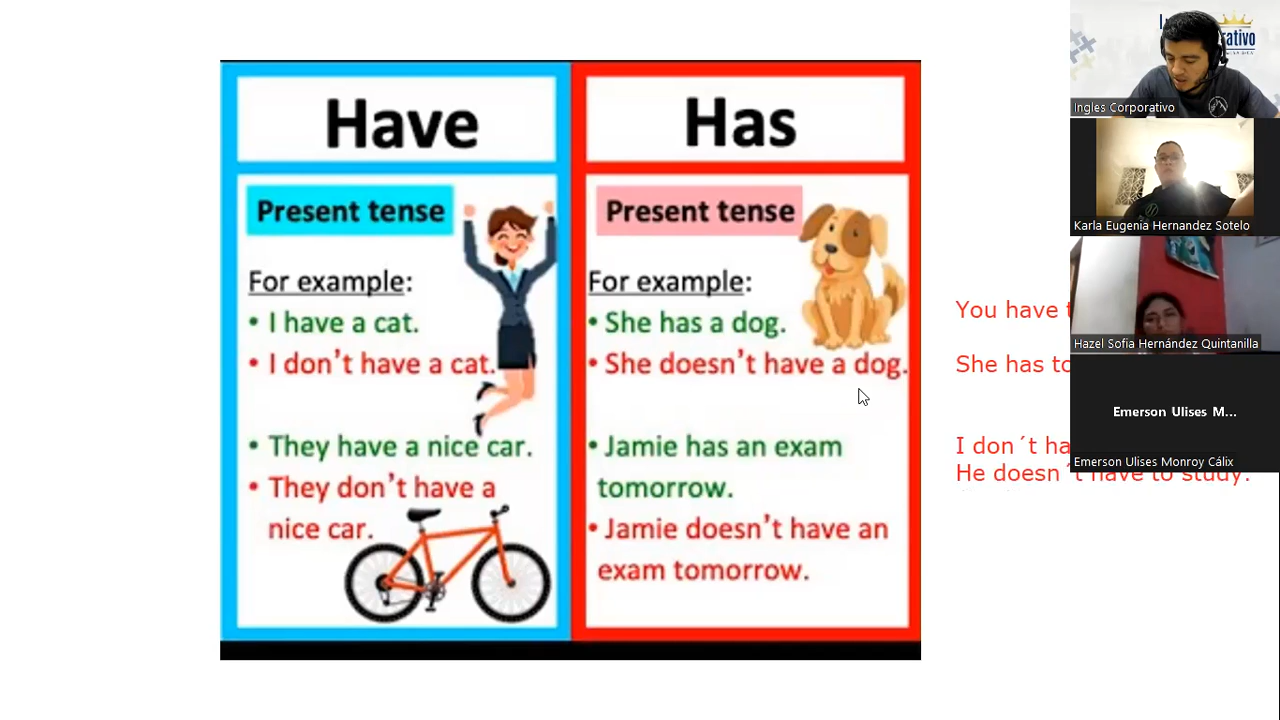 Have
Present tense
For example:
• I have a cat.
• I don't have a cat.
• They have a nice car.
• They don't have a
nice car.
Has
Present tense
For example:
• She has a dog.
• She doesn't have a dog.
• Jamie has an exam
tomorrow.
• Jamie doesn't have an
exam tomorrow.
You have
She has to
I don´t ha
He doesn´t have to study.
Ingles Corporativo
Karla Eugenia Hernandez Sotelo
Hazel Sofia Hernández Quintanilla
Emerson Ulises M...
Emerson Ulises Monroy Cálix